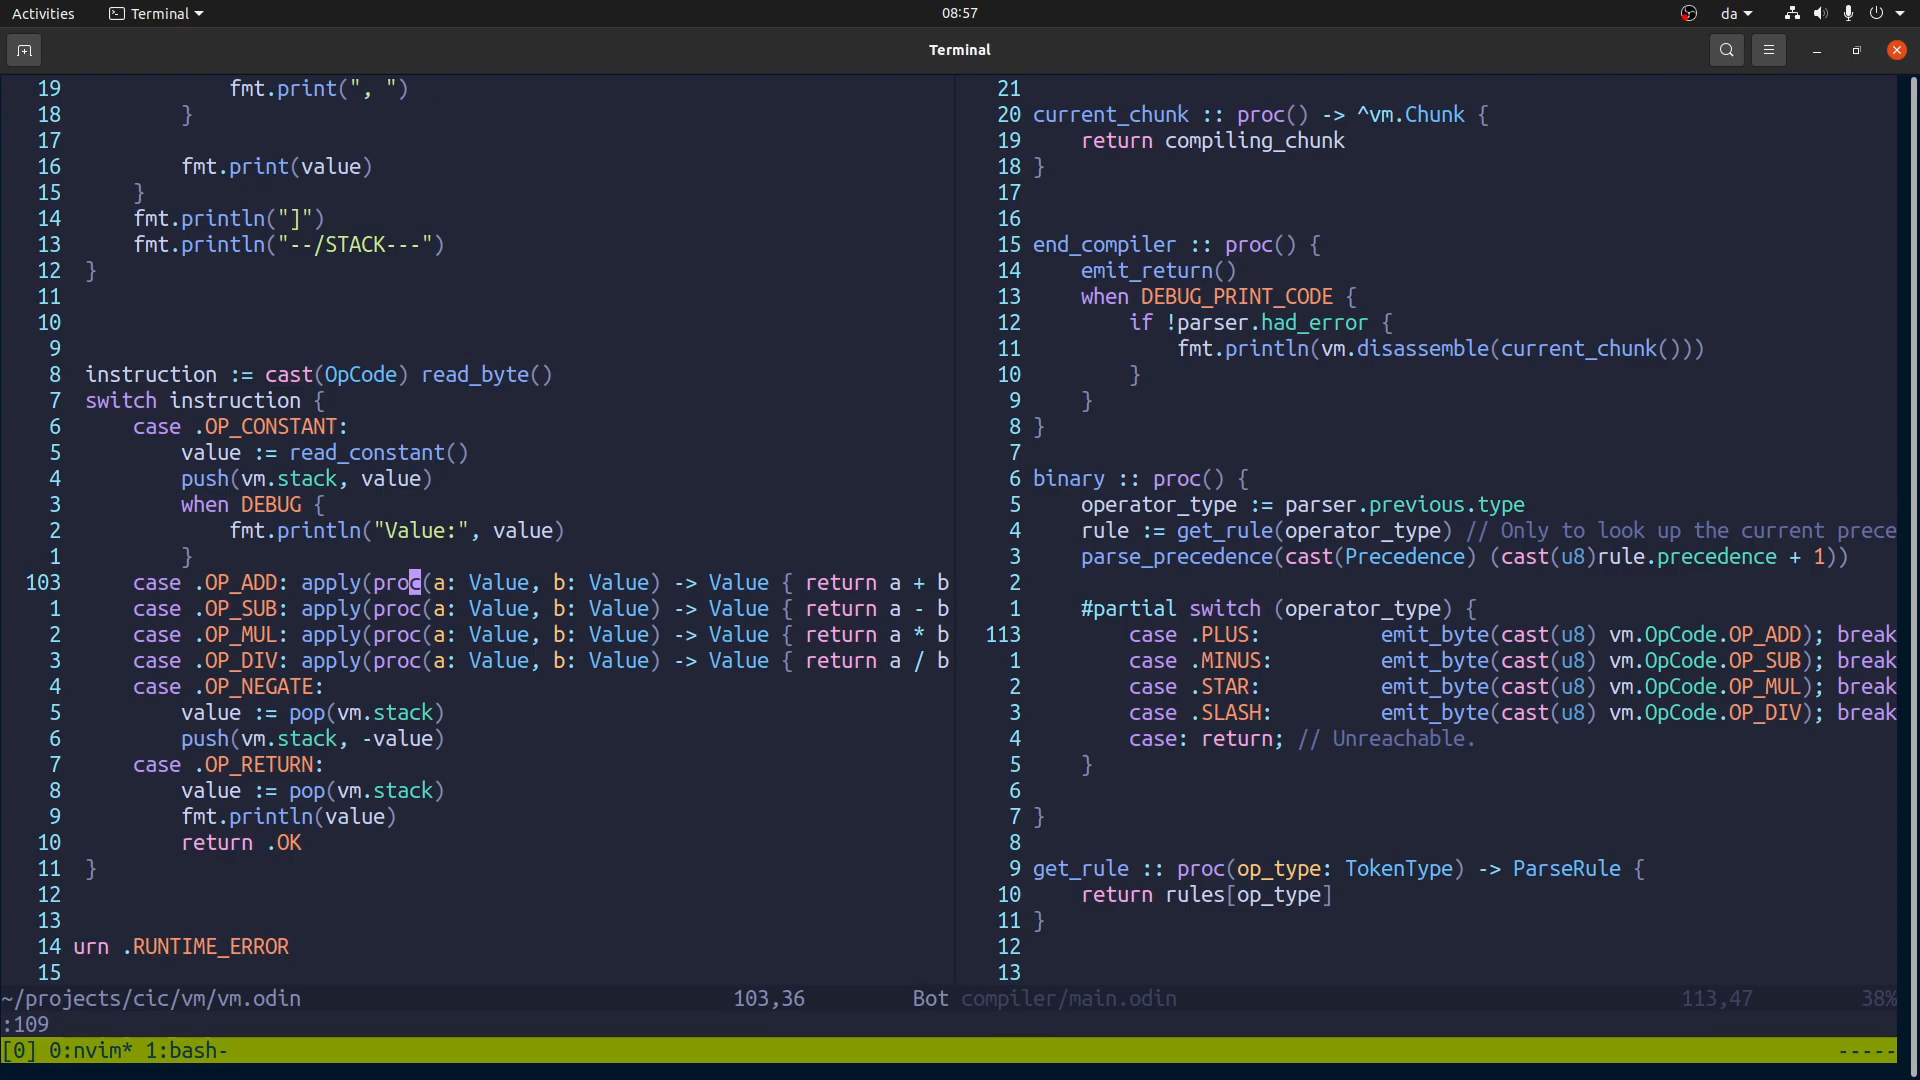 Activities Terminal 08:57 da
Terminal
19 fmt.print(", ")
18 }
17
16 fmt.print(value)
15 }
14 fmt.println("]")
13 fmt.println("--/STACK---")
12 }
11
10
9
8 instruction := cast(OpCode) read_byte()
7 switch instruction {
6 case .OP_CONSTANT:
5 value := read_constant()
4 push(vm.stack, value)
3 when DEBUG {
2 fmt.println("Value:", value)
1 }
103 case .OP_ADD: apply(proc(a: Value, b: Value) -> Value { return a + b
1 case .OP_SUB: apply(proc(a: Value, b: Value) -> Value { return a - b
2 case .OP_MUL: apply(proc(a: Value, b: Value) -> Value { return a * b
3 case .OP_DIV: apply(proc(a: Value, b: Value) -> Value { return a / b
4 case .OP_NEGATE:
5 value := pop(vm.stack)
6 push(vm.stack, -value)
7 case .OP_RETURN:
8 value := pop(vm.stack)
9 fmt.println(value)
10 return .OK
11 }
12
13
14 urn .RUNTIME_ERROR
15
~/projects/cic/vm/vm.odin 103,36 Bot
21
20 current_chunk :: proc() -> ^vm.Chunk {
19 return compiling_chunk
18 }
17
16
15 end_compiler :: proc() {
14 emit_return()
13 when DEBUG_PRINT_CODE {
12 if !parser.had_error {
11 fmt.println(vm.disassemble(current_chunk()))
10 }
9 }
8 }
7
6 binary :: proc() {
5 operator_type := parser.previous.type
4 rule := get_rule(operator_type) // Only to look up the current prece
3 parse_precedence(cast(Precedence) (cast(u8)rule.precedence + 1))
2
1 #partial switch (operator_type) {
113 case .PLUS: emit_byte(cast(u8) vm.OpCode.OP_ADD); break
1 case .MINUS: emit_byte(cast(u8) vm.OpCode.OP_SUB); break
2 case .STAR: emit_byte(cast(u8) vm.OpCode.OP_MUL); break
3 case .SLASH: emit_byte(cast(u8) vm.OpCode.OP_DIV); break
4 case: return; // Unreachable.
5 }
6
7 }
8
9 get_rule :: proc(op_type: TokenType) -> ParseRule {
10 return rules[op_type]
11 }
12
13
compiler/main.odin 113,47 38%
:109
[0] 0:nvim* 1:bash- -----